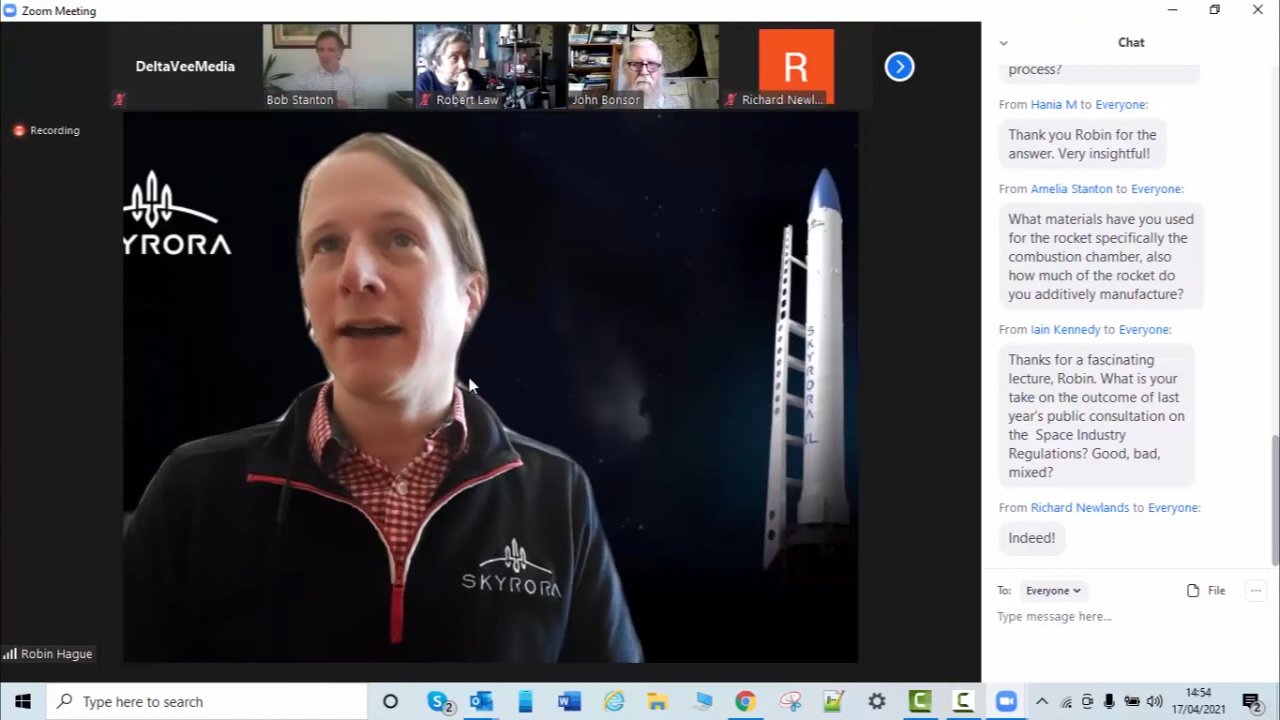 Zoom Meeting
DeltaVeeMedia
Bob Stanton
Robert Law
John Bonsor
R
Richard Newl...
Recording
YRORA
SKYRORA XL
SKYRORA
Robin Hague
Chat
process?
From Hania M to Everyone:
Thank you Robin for the
answer. Very insightful!
From Amelia Stanton to Everyone:
What materials have you used
for the rocket specifically the
combustion chamber, also
how much of the rocket do
you additively manufacture?
From Iain Kennedy to Everyone:
Thanks for a fascinating
lecture, Robin. What is your
take on the outcome of last
year's public consultation on
the Space Industry
Regulations? Good, bad,
mixed?
From Richard Newlands to Everyone:
Indeed!
To: Everyone
File
Type message here...
Type here to search
2
14:54
17/04/2021
2